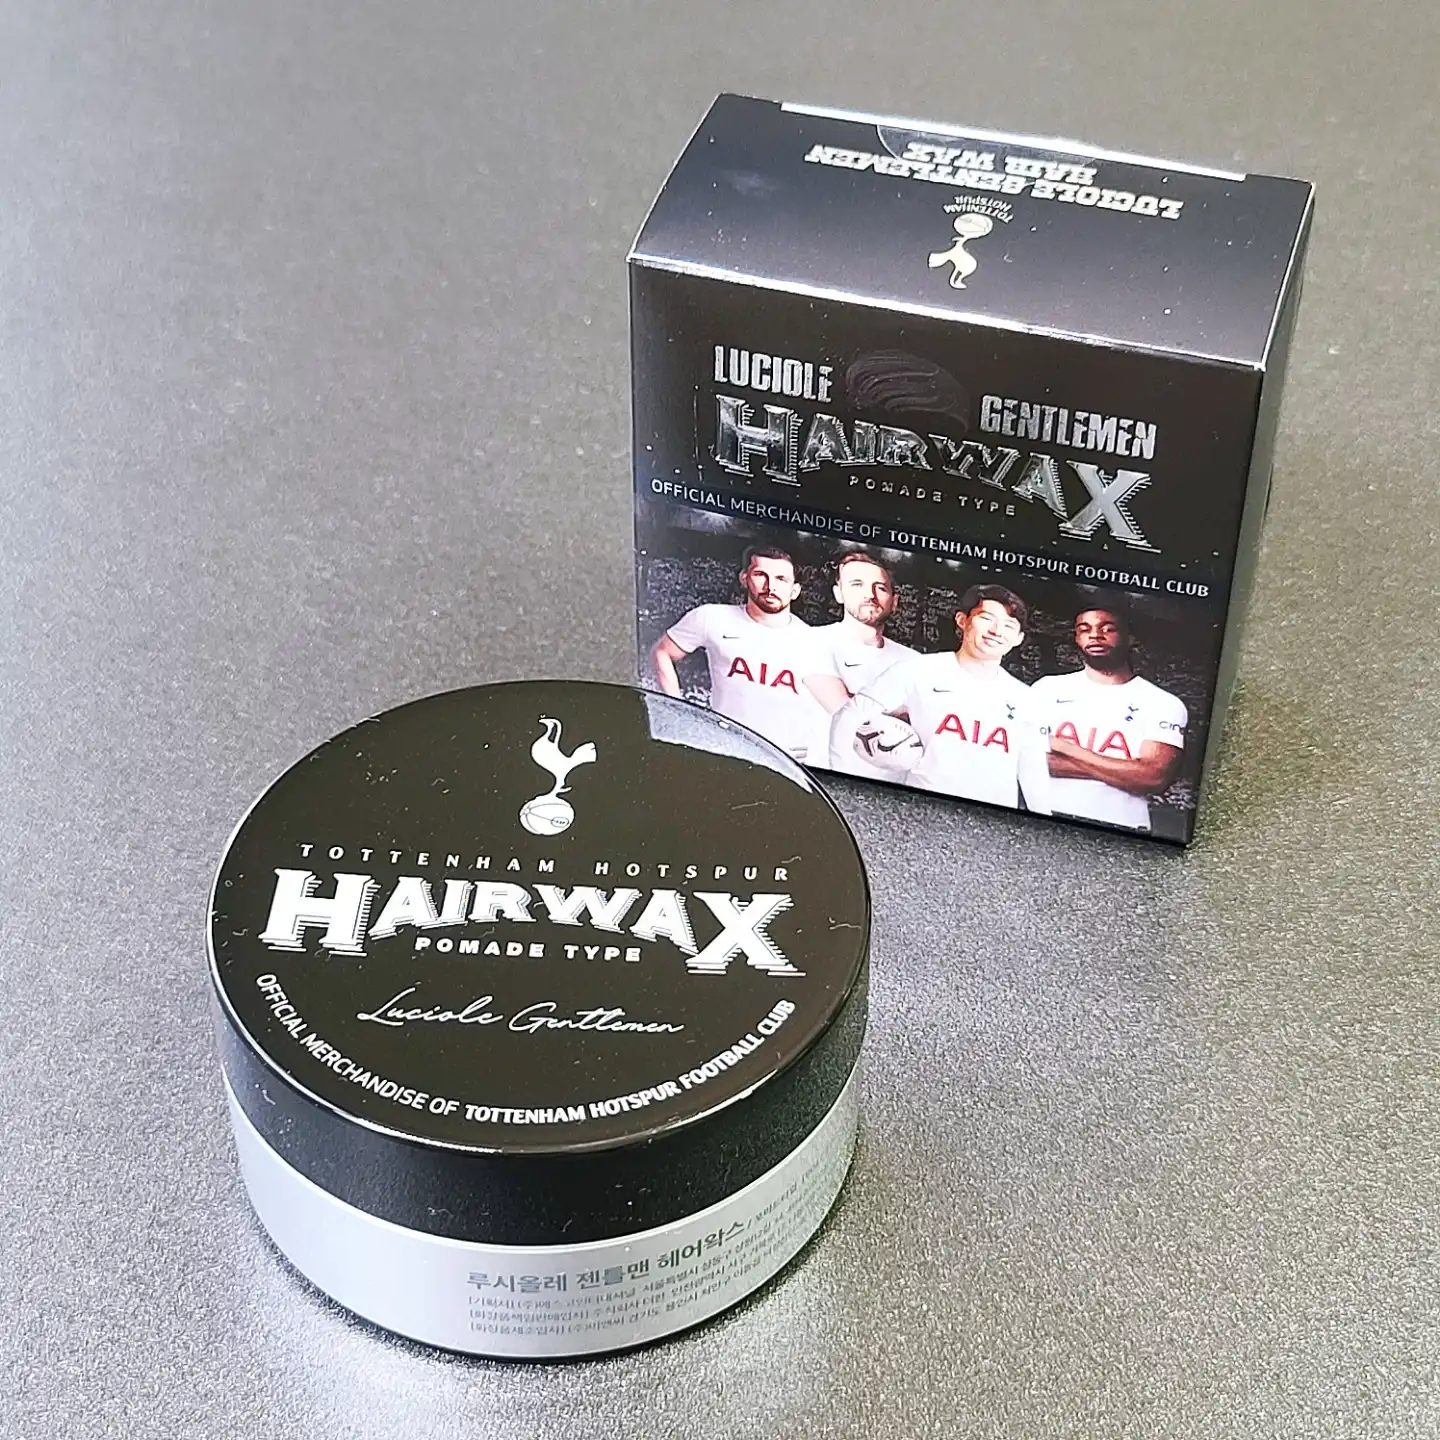 LUCIOLE GENTLEMEN
HAIR WAX
TOTTENHAM
HOTSPUR
LUCIOLE GENTLEMEN
HAIRWAX
POMADE TYPE
OFFICIAL MERCHANDISE OF TOTTENHAM HOTSPUR FOOTBALL CLUB
AIA
AIA
AIA
TOTTENHAM HOTSPUR
HAIRWAX
POMADE TYPE
Luciole Gentlemen
OFFICIAL MERCHANDISE OF TOTTENHAM HOTSPUR FOOTBALL CLUB
루시올레 젠틀맨 헤어왁스